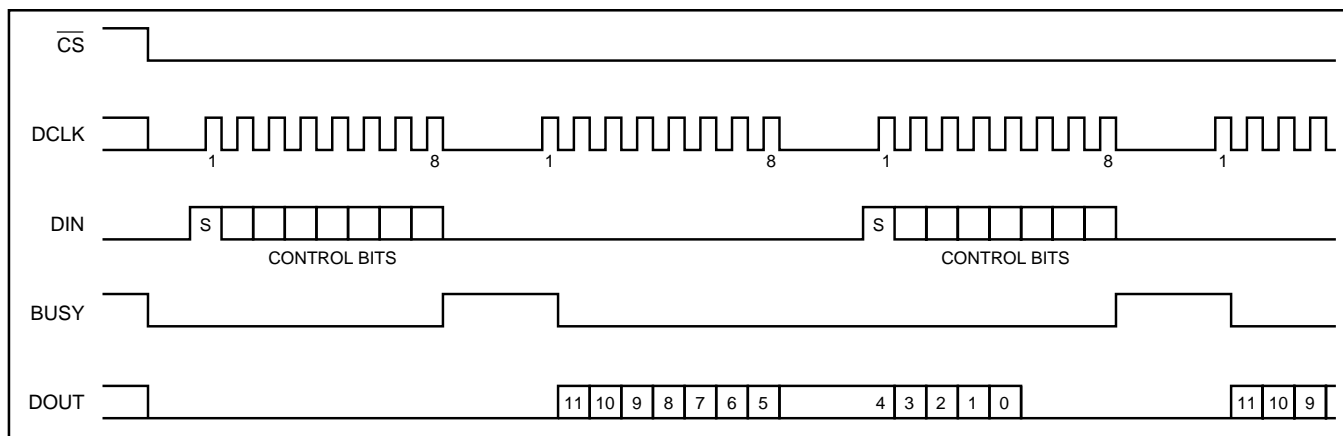 C̅S̅
DCLK
1 8 1 8 1 8 1
DIN
S S
CONTROL BITS CONTROL BITS
BUSY
DOUT
11 10 9 8 7 6 5 4 3 2 1 0 11 10 9